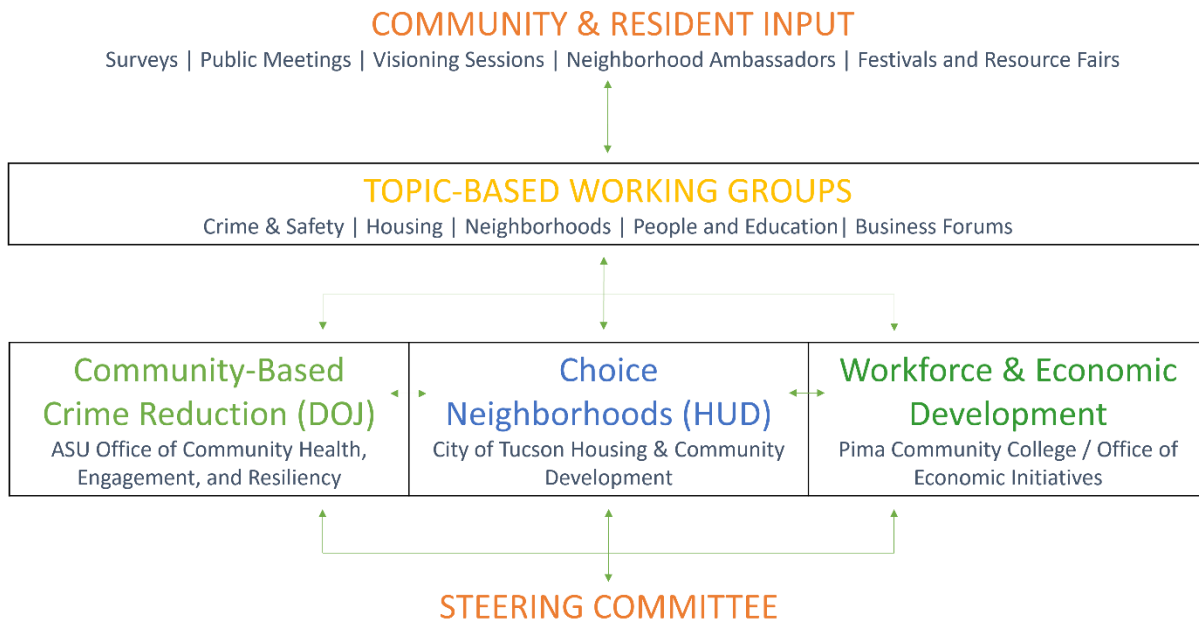 COMMUNITY & RESIDENT INPUT
Surveys | Public Meetings | Visioning Sessions | Neighborhood Ambassadors | Festivals and Resource Fairs
TOPIC-BASED WORKING GROUPS
Crime & Safety | Housing | Neighborhoods | People and Education| Business Forums
Community-Based
Crime Reduction (DOJ)
ASU Office of Community Health,
Engagement, and Resiliency
Choice
Neighborhoods (HUD)
City of Tucson Housing & Community
Development
Workforce & Economic
Development
Pima Community College / Office of
Economic Initiatives
STEERING COMMITTEE